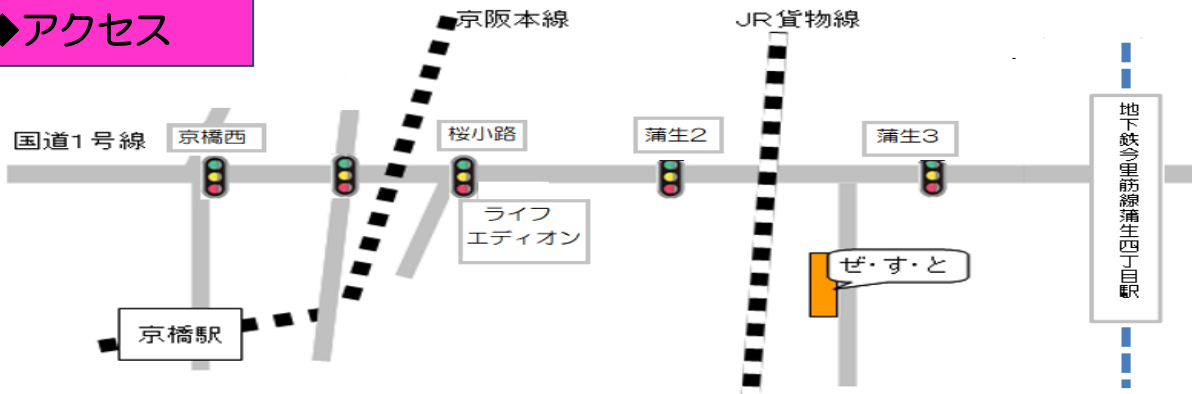 ◆アクセス
京阪本線
JR貨物線
国道1号線
京橋西
桜小路
蒲生2
蒲生3
ライフ
エディオン
ぜ・す・と
京橋駅
地下鉄今里筋線蒲生四丁目駅